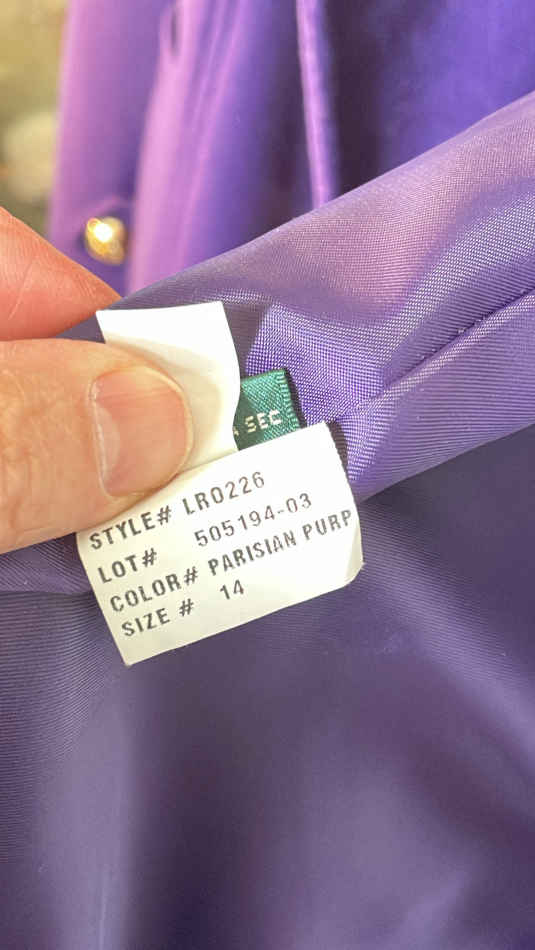 SEC
STYLE# LR0226
LOT# 505194-03
COLOR# PARISIAN PURP
SIZE # 14